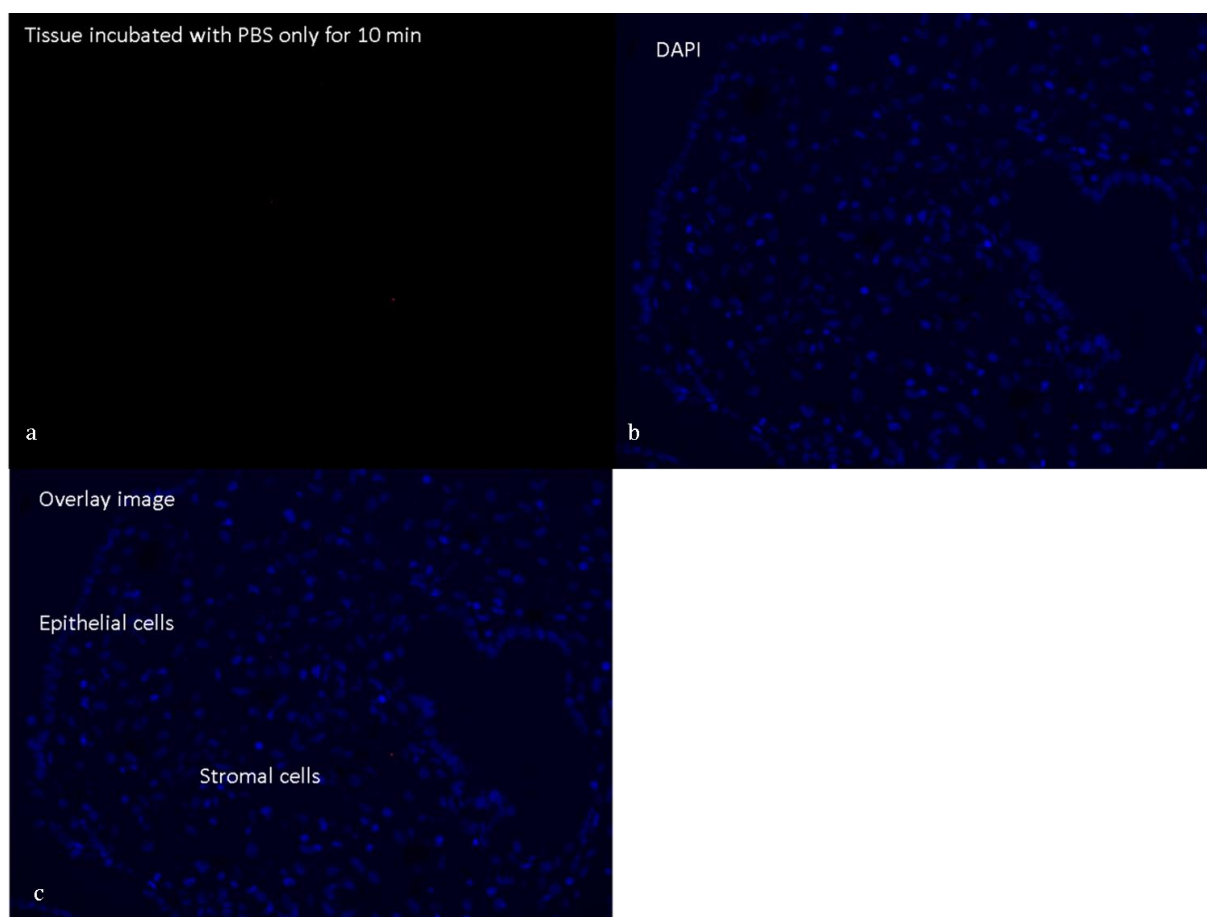 Tissue incubated with PBS only for 10 min
DAPI
a
b
Overlay image
Epithelial cells
Stromal cells
c